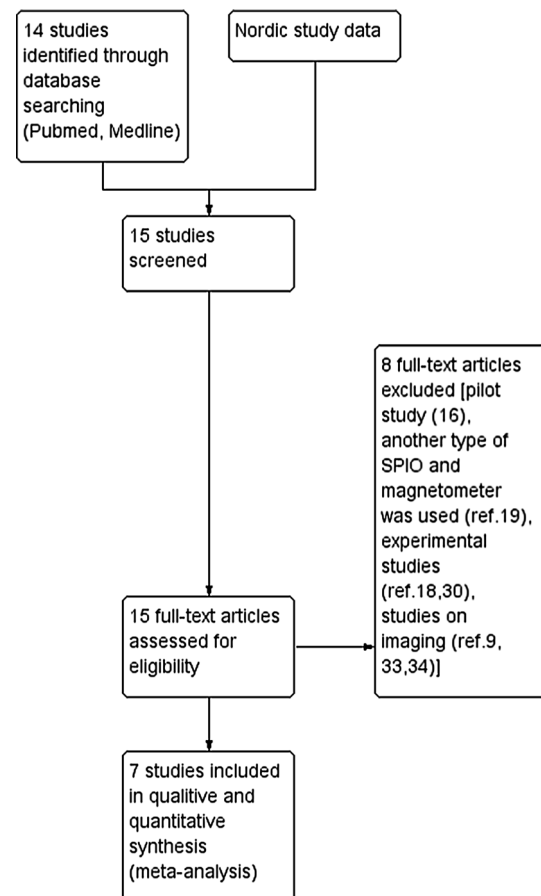 14 studies
identified through
database
searching
(Pubmed, Medline)
Nordic study data
15 studies
screened
8 full-text articles
excluded [pilot
study (16),
another type of
SPIO and
magnetometer
was used (ref.19),
experimental
studies
(ref.18,30),
studies on
imaging (ref.9,
33,34)]
15 full-text articles
assessed for
eligibility
7 studies included
in qualitive and
quantitative
synthesis
(meta-analysis)